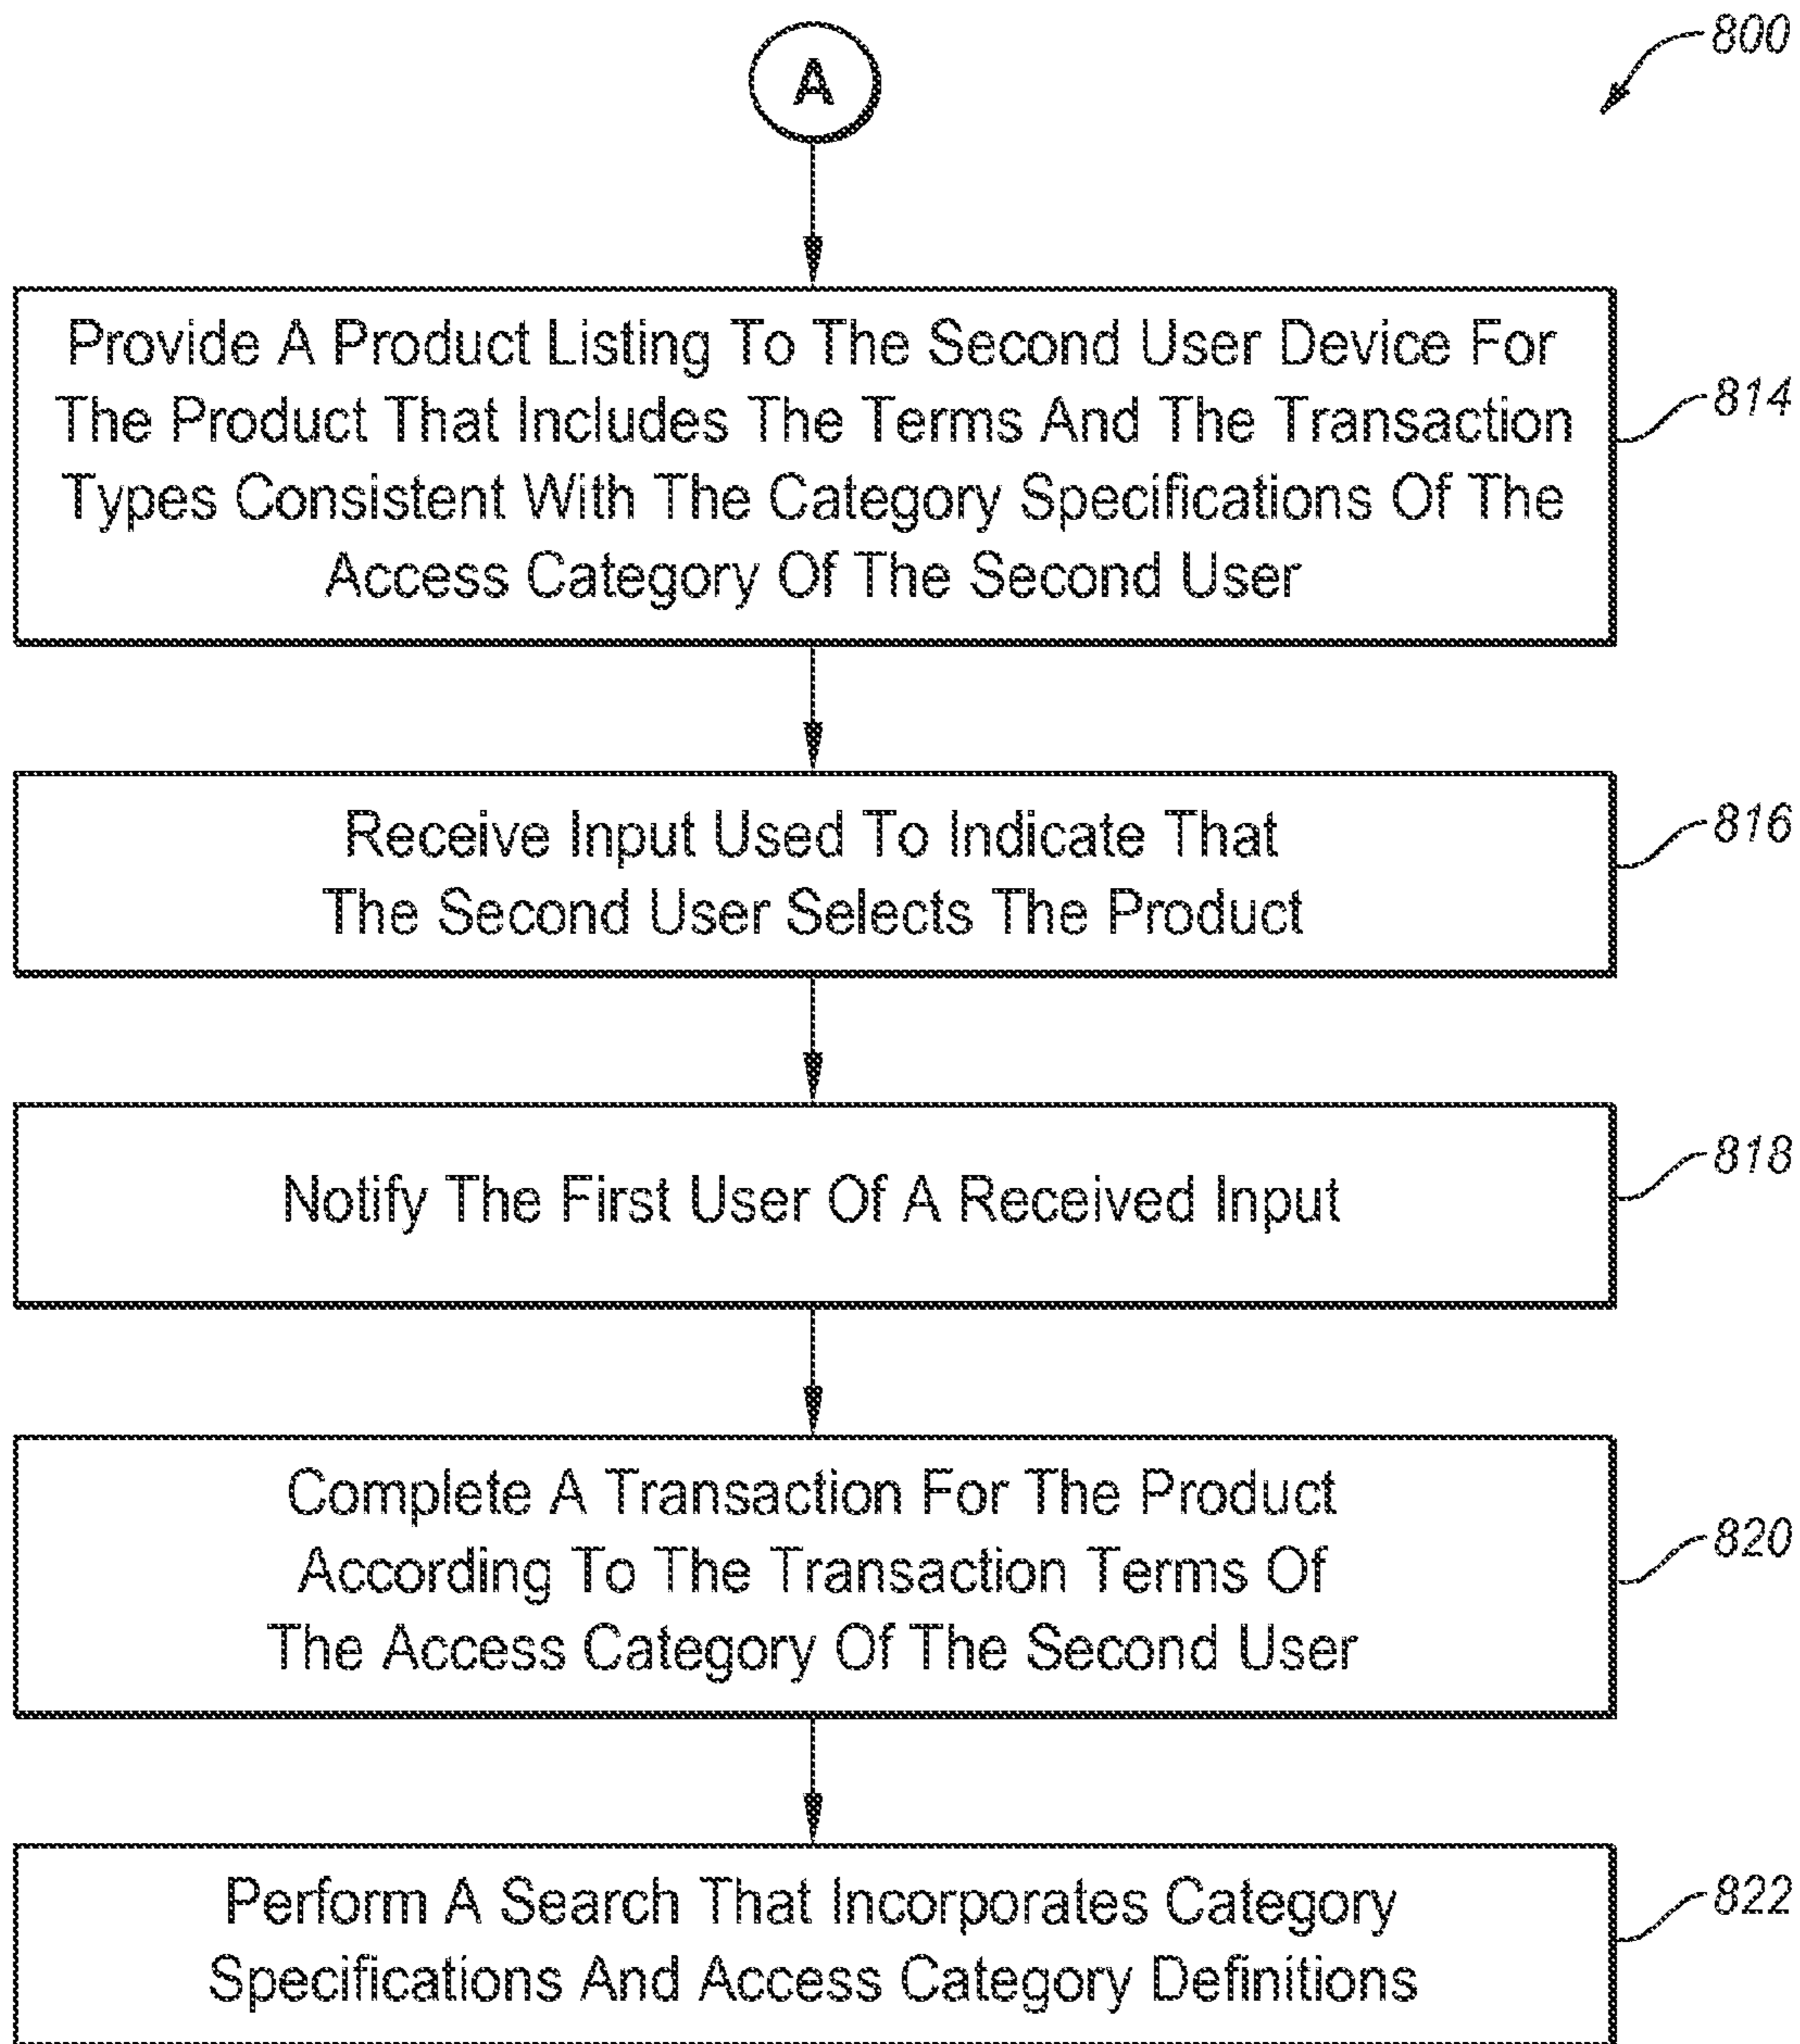 800
A
Provide A Product Listing To The Second User Device For
The Product That Includes The Terms And The Transaction
Types Consistent With The Category Specifications Of The
Access Category Of The Second User
814
Receive Input Used To Indicate That
The Second User Selects The Product
816
Notify The First User Of A Received Input
818
Complete A Transaction For The Product
According To The Transaction Terms Of
The Access Category Of The Second User
820
Perform A Search That Incorporates Category
Specifications And Access Category Definitions
822